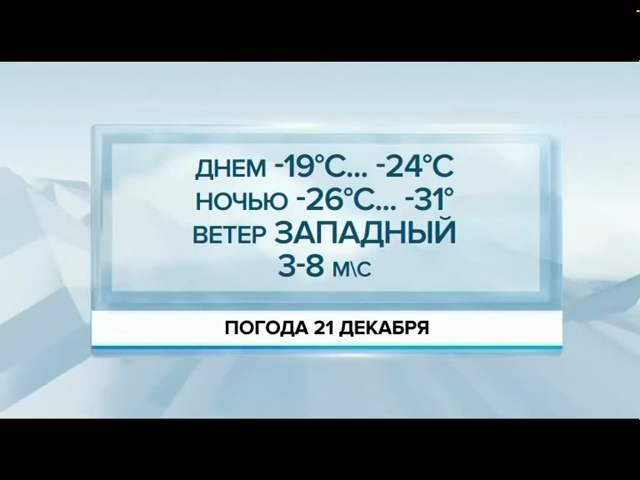 ДНЕМ -19°C... -24°C
НОЧЬЮ -26°C... -31°
ВЕТЕР ЗАПАДНЫЙ
3-8 М\С
ПОГОДА 21 ДЕКАБРЯ